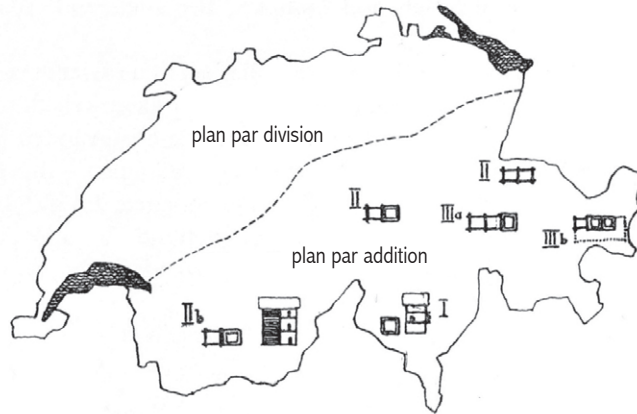 plan par division
II
II
IIIa
IIIb
plan par addition
IIb
I